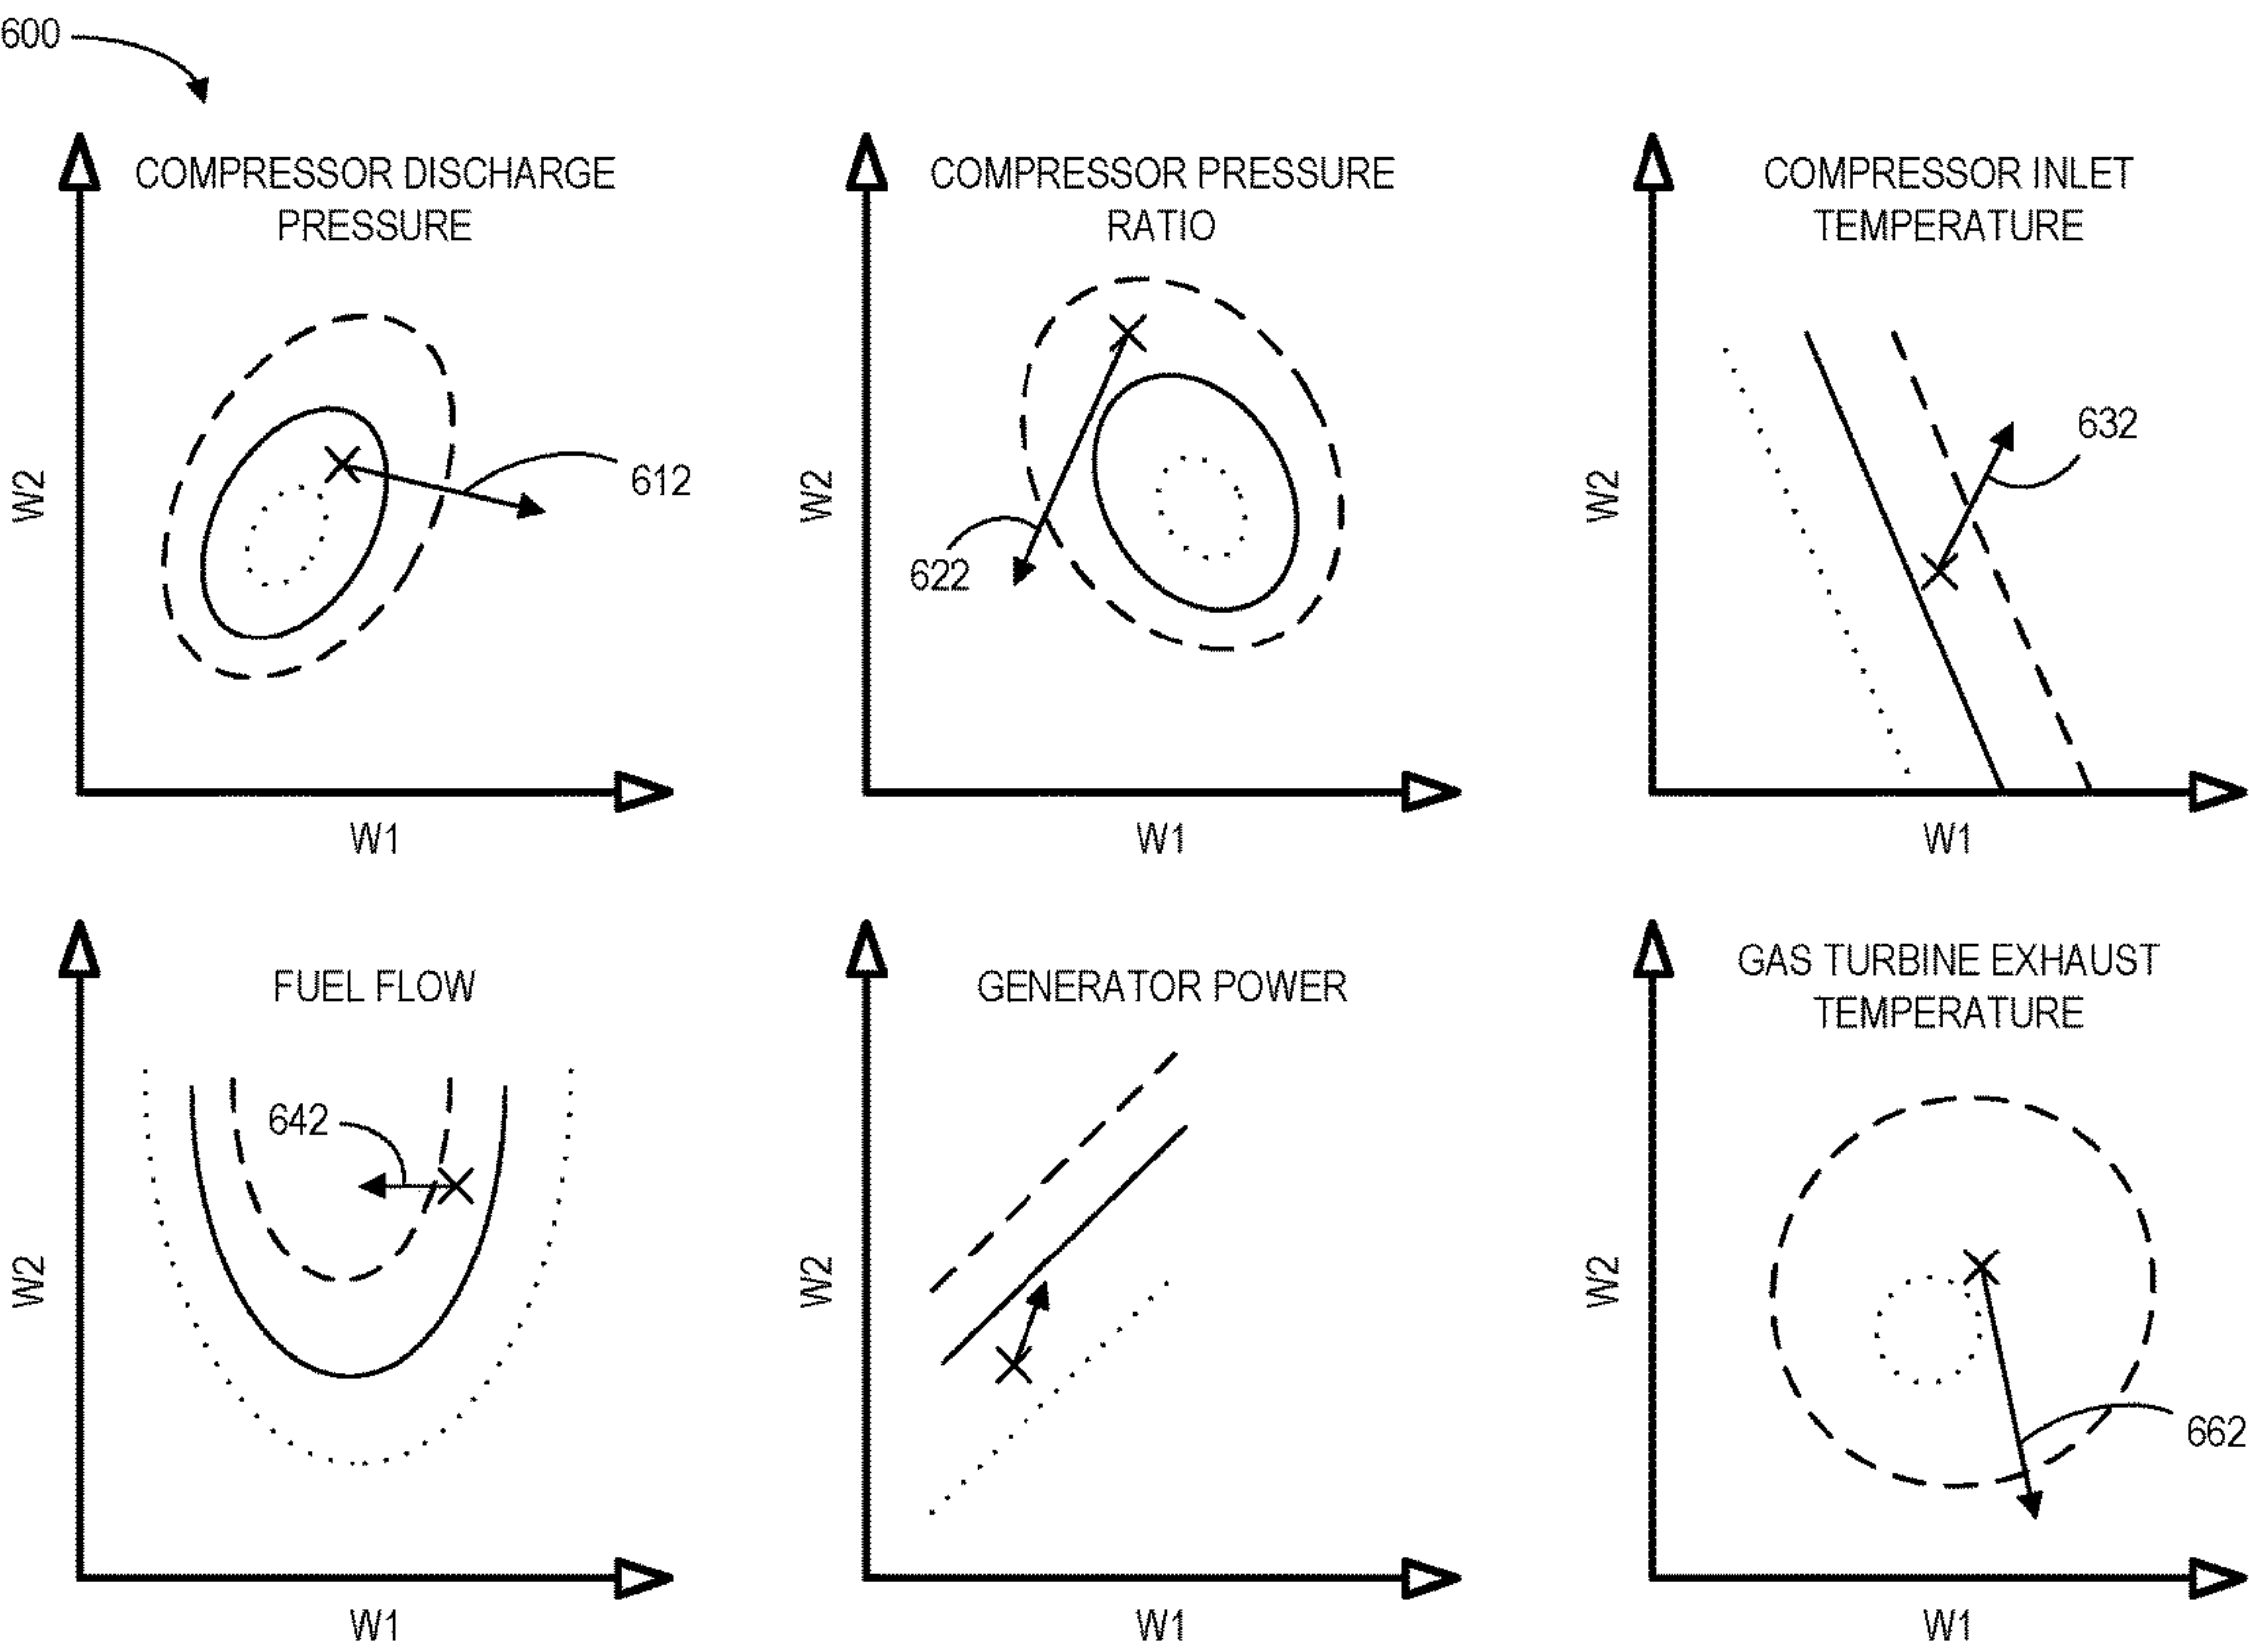 600
COMPRESSOR DISCHARGE
PRESSURE
W2
612
W1
COMPRESSOR PRESSURE
RATIO
W2
622
W1
COMPRESSOR INLET
TEMPERATURE
W2
632
W1
FUEL FLOW
642
W2
W1
GENERATOR POWER
W2
W1
GAS TURBINE EXHAUST
TEMPERATURE
W2
662
W1